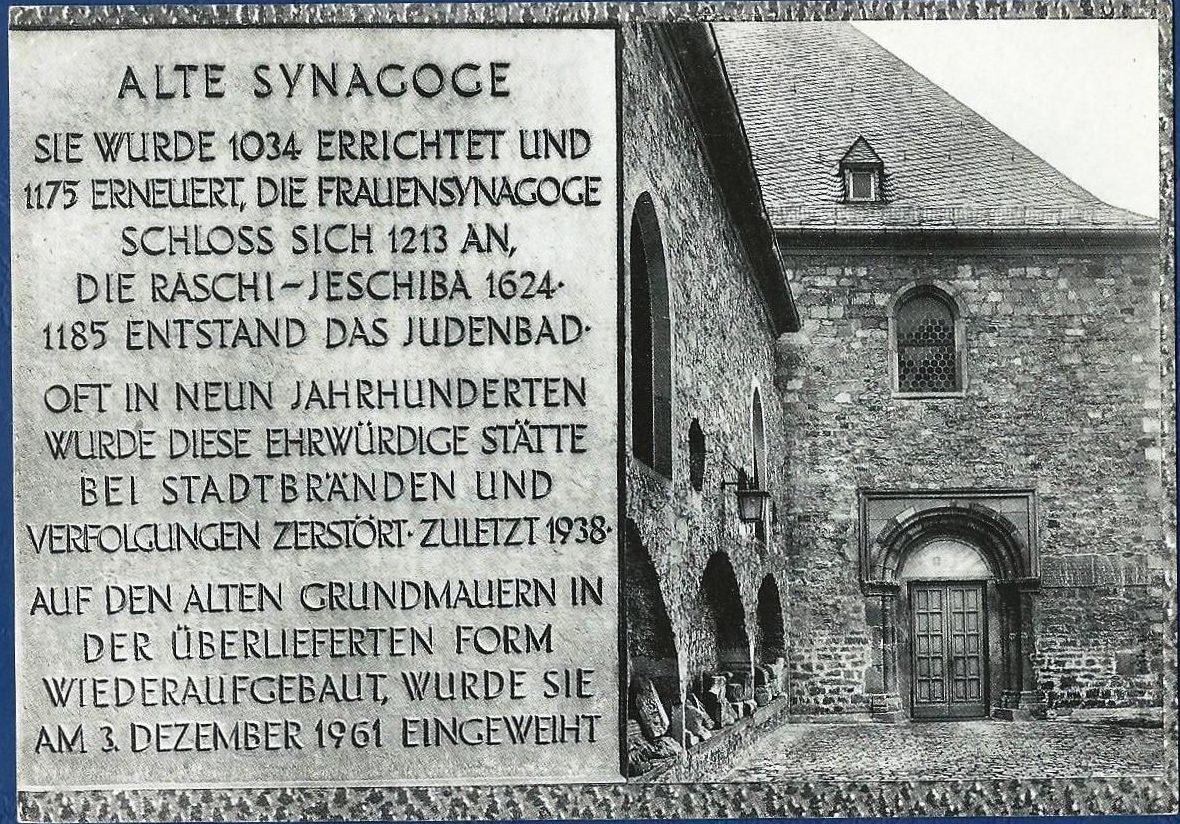 ALTE SYNAGOGE
SIE WURDE 1034 ERRICHTET UND
1175 ERNEUERT, DIE FRAUENSYNAGOGE
SCHLOSS SICH 1213 AN,
DIE RASCHI-JESCHIBA 1624·
1185 ENTSTAND DAS JUDENBAD·
OFT IN NEUN JAHRHUNDERTEN
WURDE DIESE EHRWÜRDIGE STÄTTE
BEI STADTBRÄNDEN UND
VERFOLGUNGEN ZERSTÖRT· ZULETZT 1938·
AUF DEN ALTEN GRUNDMAUERN IN
DER ÜBERLIEFERTEN FORM
WIEDERAUFGEBAUT, WURDE SIE
AM 3. DEZEMBER 1961 EINGEWEIHT